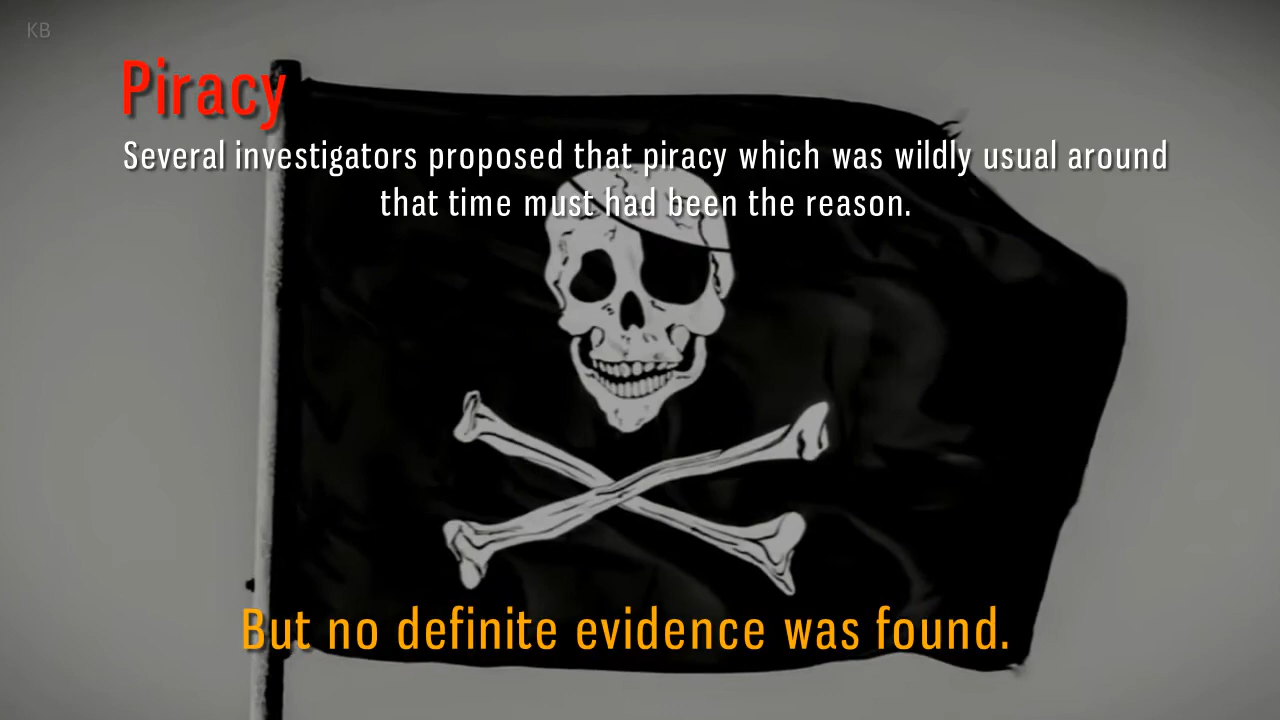 KB
Piracy
Several investigators proposed that piracy which was wildly usual around
that time must had been the reason.
But no definite evidence was found.